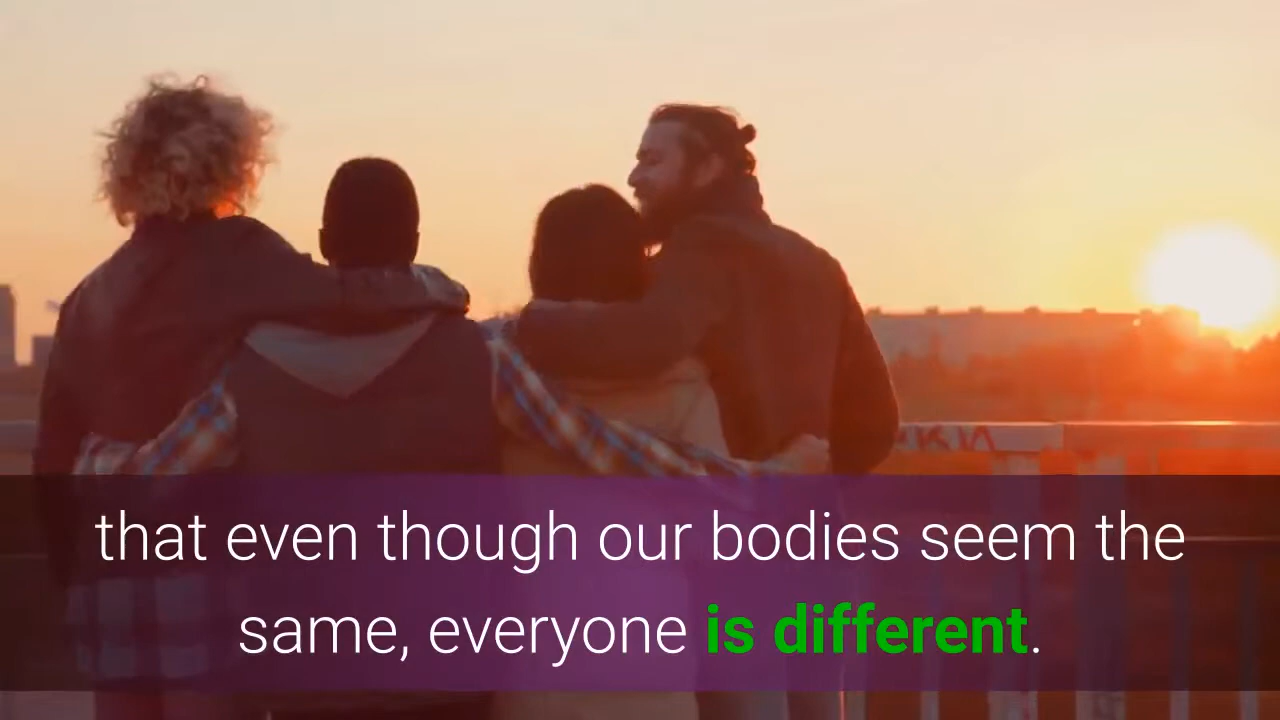 that even though our bodies seem the
same, everyone is different.